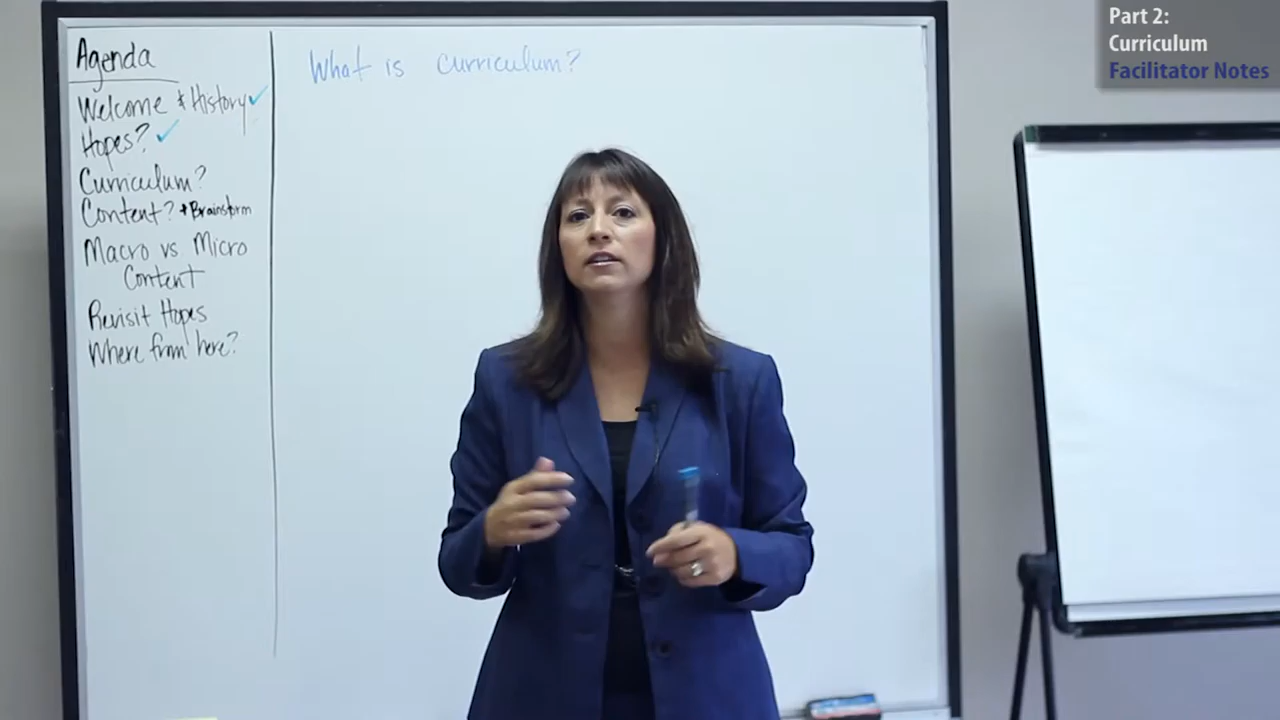 Agenda
Welcome & History ✓
Hopes? ✓
Curriculum?
Content? + Brainstorm
Macro vs. Micro
Content
Revisit Hopes
Where from here?
What is curriculum?
Part 2:
Curriculum
Facilitator Notes